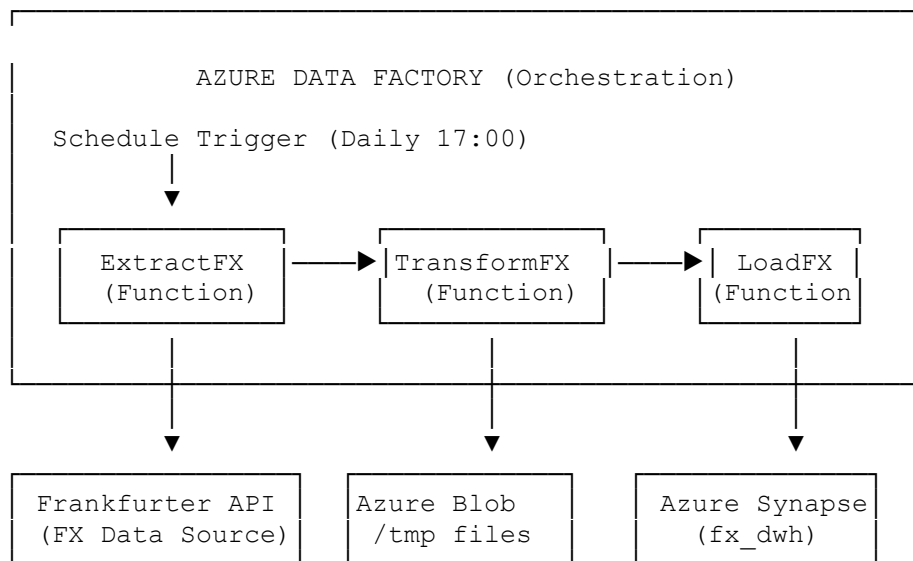 AZURE DATA FACTORY (Orchestration)
Schedule Trigger (Daily 17:00)
ExtractFX
(Function)
TransformFX
(Function)
LoadFX
(Function
Frankfurter API
(FX Data Source)
Azure Blob
/tmp files
Azure Synapse
(fx_dwh)